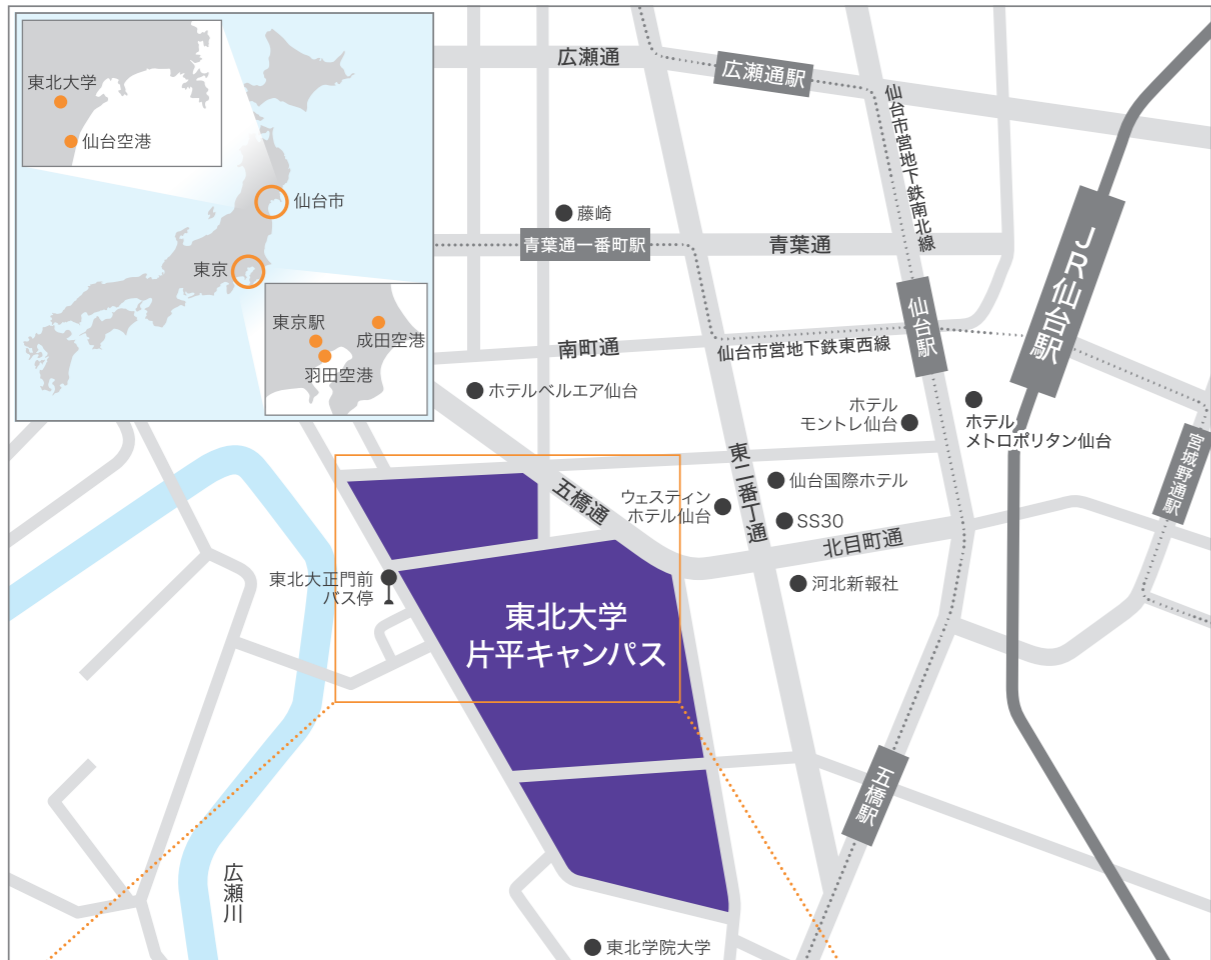 東北大学
仙台空港
仙台市
東京
東京駅
成田空港
羽田空港
広瀬通
広瀬通駅
仙台市営地下鉄南北線
藤崎
青葉通一番町駅
青葉通
JR仙台駅
仙台駅
南町通
仙台市営地下鉄東西線
ホテルベルエア仙台
ホテル
モントレ仙台
ホテル
メトロポリタン仙台
宮城野通駅
東二番丁通
仙台国際ホテル
五橋通
ウェスティン
ホテル仙台
SS30
北目町通
東北大正門前
バス停
河北新報社
東北大学
片平キャンパス
五橋駅
広瀬川
東北学院大学